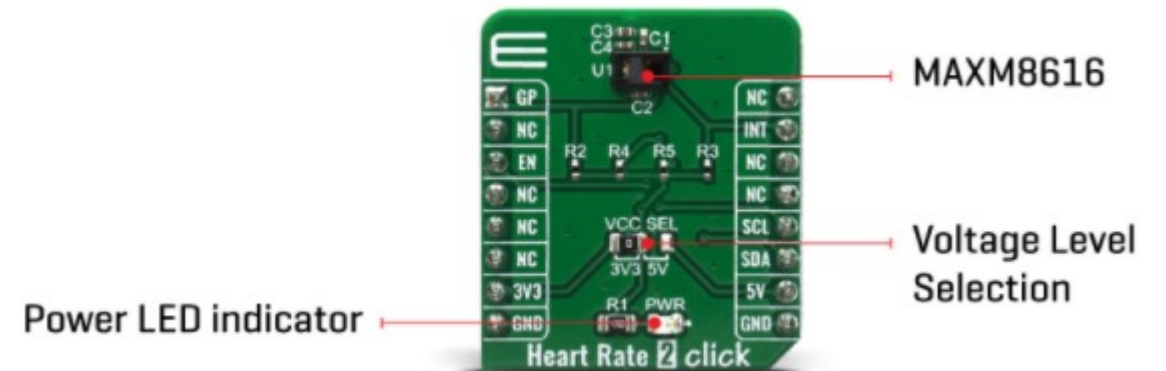 C3
C1
C4
U1
MAXM8616
C2
GP
NC
NC
INT
EN
NC
R2 R4 R5 R3
NC
NC
NC
SCL
VCC SEL
NC
SDA
Voltage Level
Selection
3V3 5V
3V3
5V
R1 PWR
GND
GND
Power LED indicator
Heart Rate 2 click